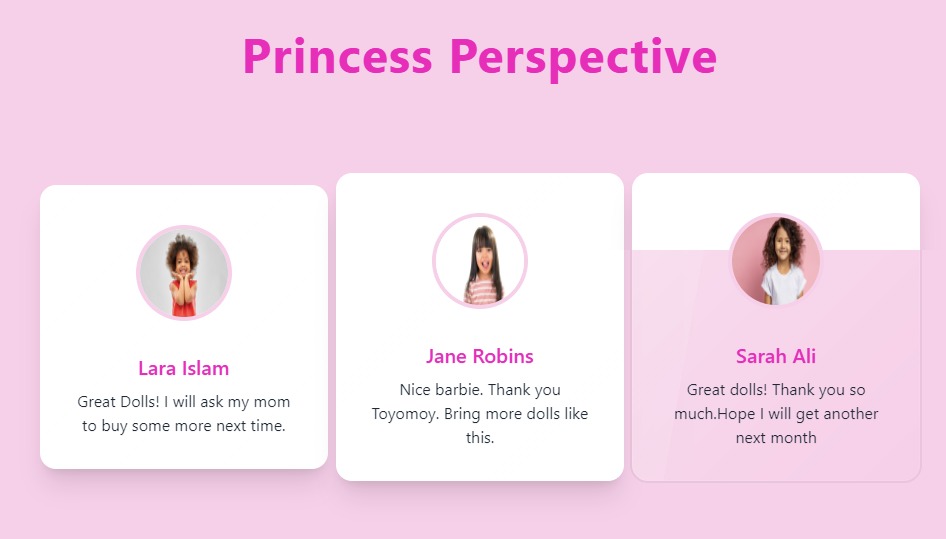 Princess Perspective
Lara Islam
Great Dolls! I will ask my mom
to buy some more next time.
Jane Robins
Nice barbie. Thank you
Toyomoy. Bring more dolls like
this.
Sarah Ali
Great dolls! Thank you so
much.Hope I will get another
next month